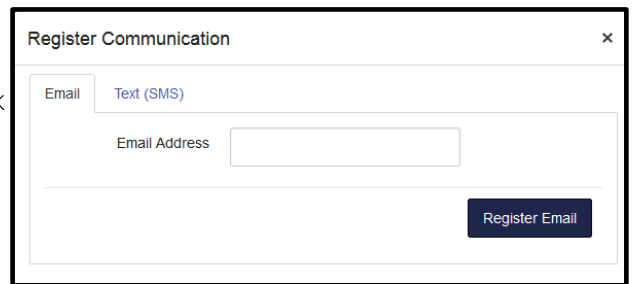 Register Communication ×
Email Text (SMS)
Email Address
Register Email